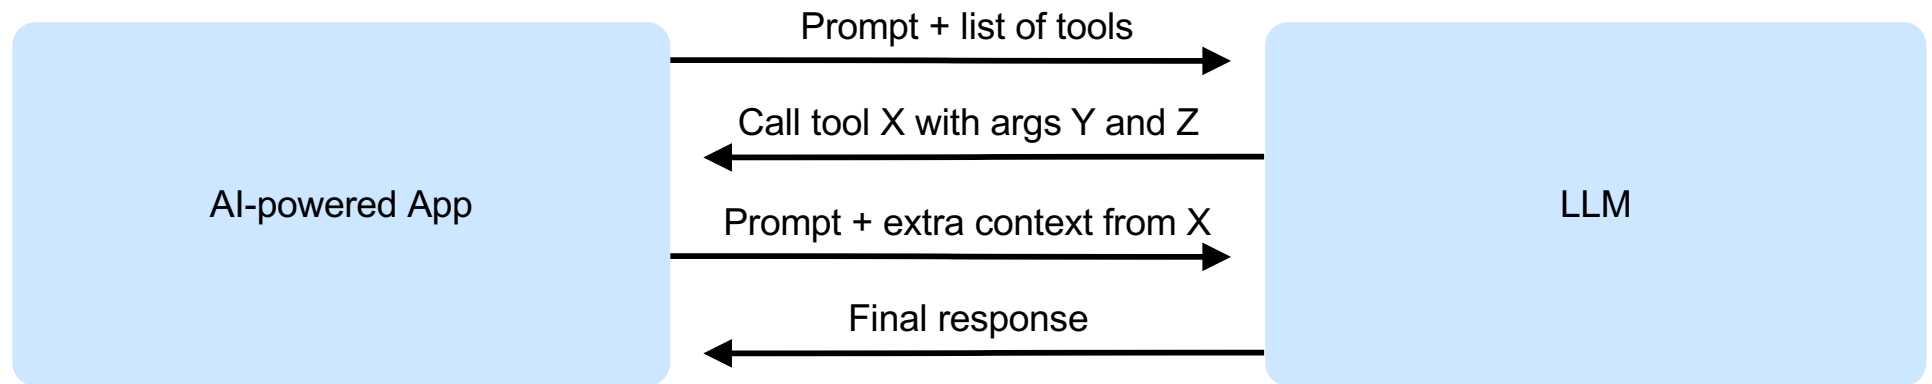 Prompt + list of tools
Call tool X with args Y and Z
AI-powered App
LLM
Prompt + extra context from X
Final response